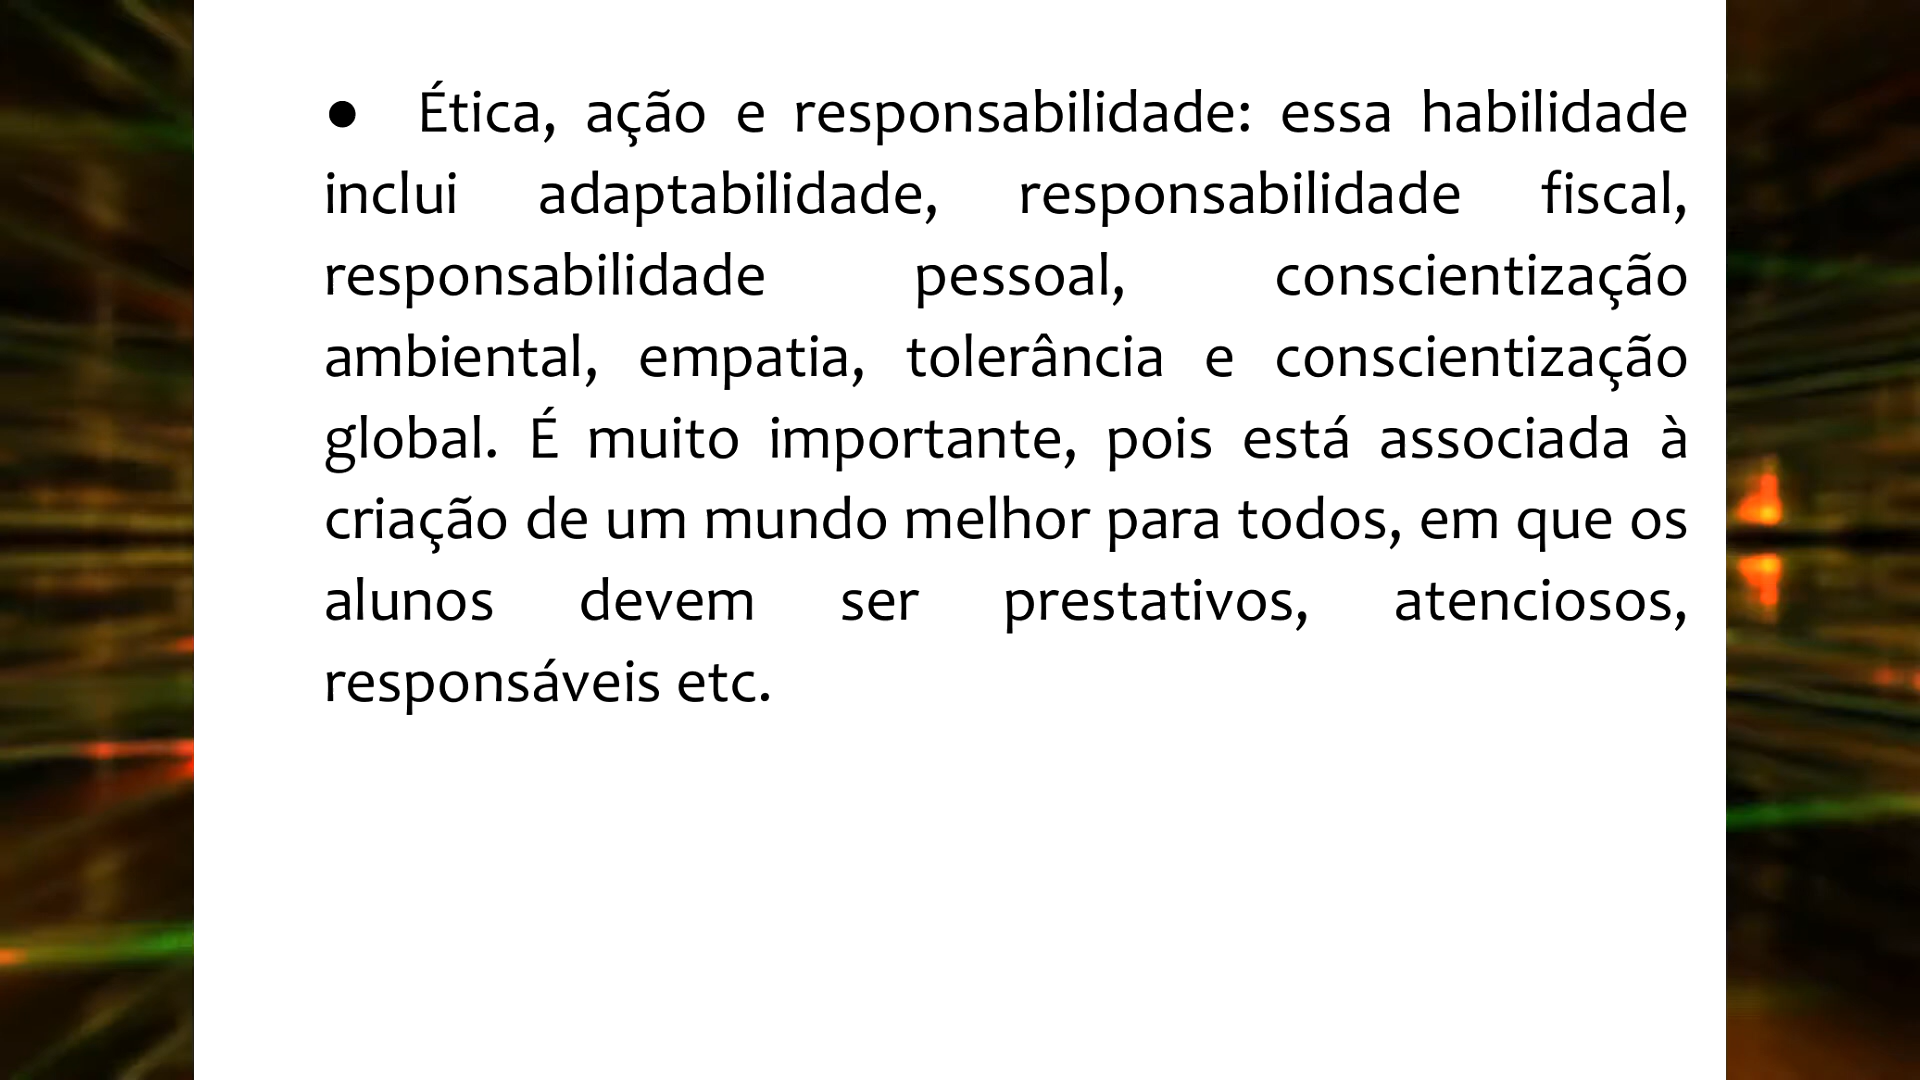 ● Ética, ação e responsabilidade: essa habilidade
inclui adaptabilidade, responsabilidade fiscal,
responsabilidade pessoal, conscientização
ambiental, empatia, tolerância e conscientização
global. É muito importante, pois está associada à
criação de um mundo melhor para todos, em que os
alunos devem ser prestativos, atenciosos,
responsáveis etc.